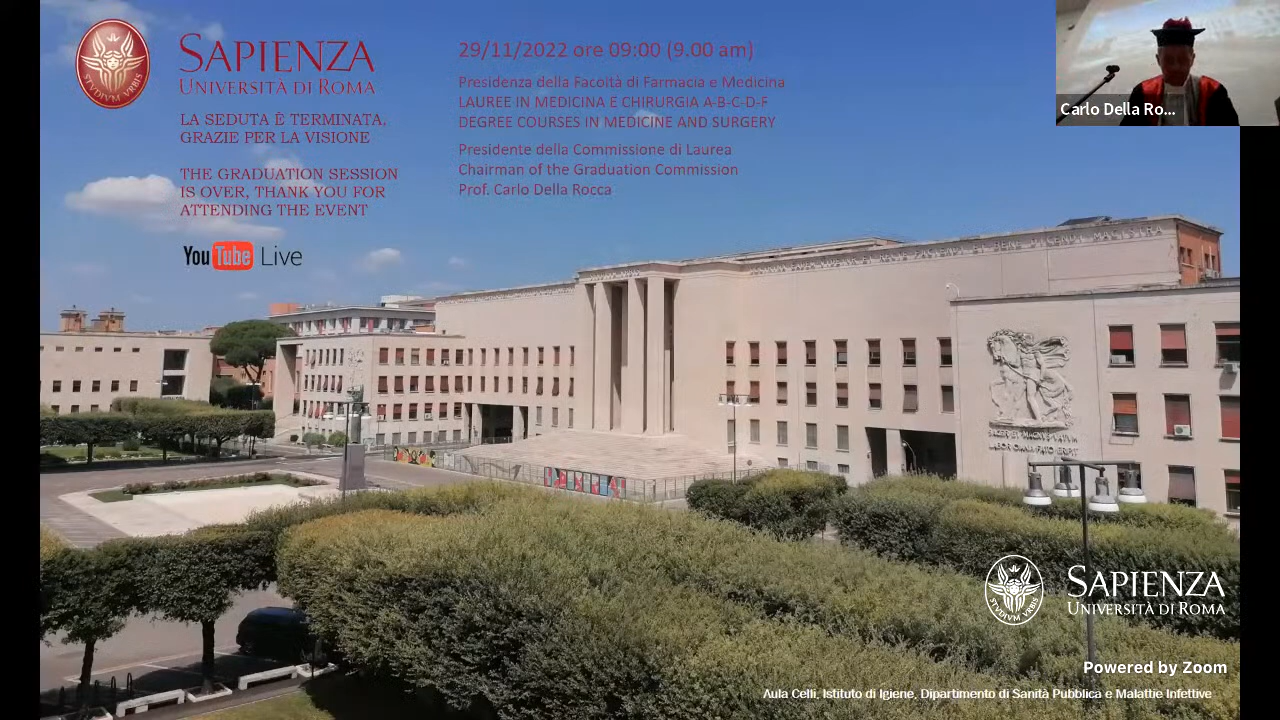 SAPIENZA
UNIVERSITÀ DI ROMA
STVDIVM VRBIS
LA SEDUTA È TERMINATA,
GRAZIE PER LA VISIONE
THE GRADUATION SESSION
IS OVER, THANK YOU FOR
ATTENDING THE EVENT
YouTube Live
29/11/2022 ore 09:00 (9.00 am)
Presidenza della Facoltà di Farmacia e Medicina
LAUREE IN MEDICINA E CHIRURGIA A-B-C-D-F
DEGREE COURSES IN MEDICINE AND SURGERY
Presidente della Commissione di Laurea
Chairman of the Graduation Commission
Prof. Carlo Della Rocca
Carlo Della Ro...
SAPIENZA
UNIVERSITÀ DI ROMA
STVDIVM VRBIS
Powered by Zoom
Aula Celli, Istituto di Igiene, Dipartimento di Sanità Pubblica e Malattie Infettive